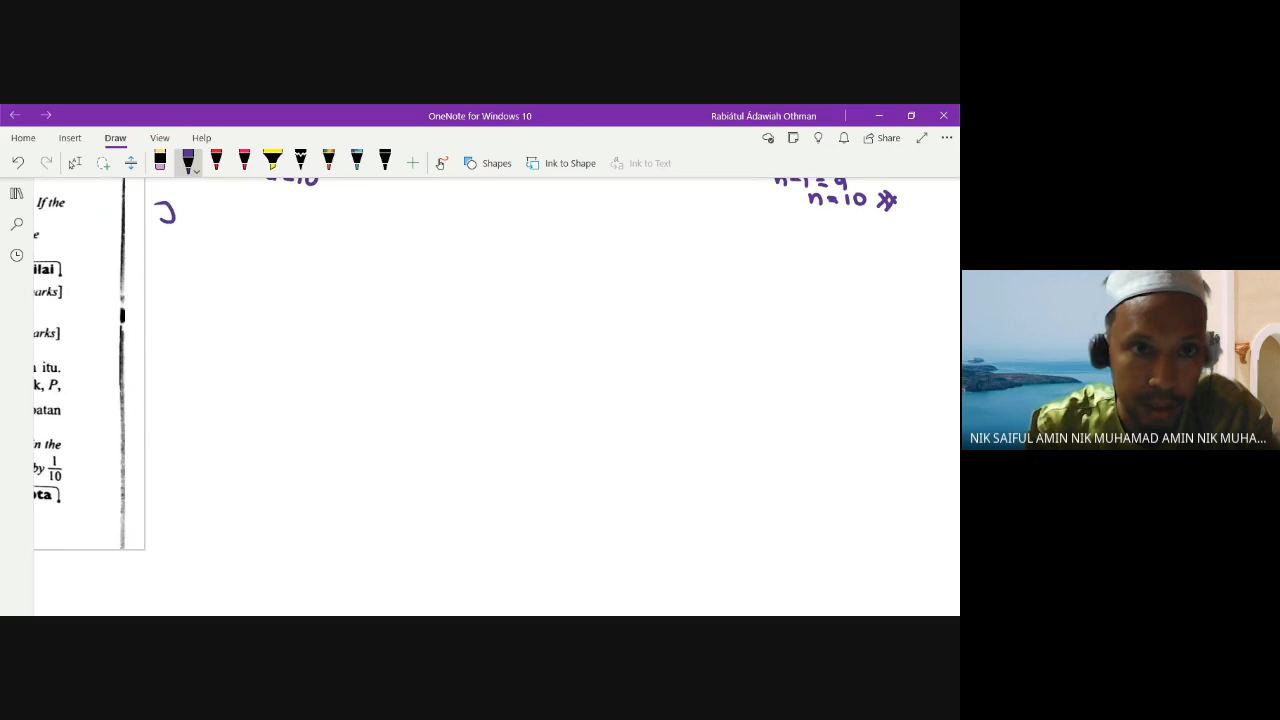 OneNote for Windows 10
Rabiátul Ádawiah Othman
Home Insert Draw View Help
Share
Shapes Ink to Shape Ink to Text
n-1 = 9
n = 10
If the
e
ilai
arks]
arks]
itu.
k, P,
patan
n the
by 1/10
ota
NIK SAIFUL AMIN NIK MUHAMAD AMIN NIK MUHA...